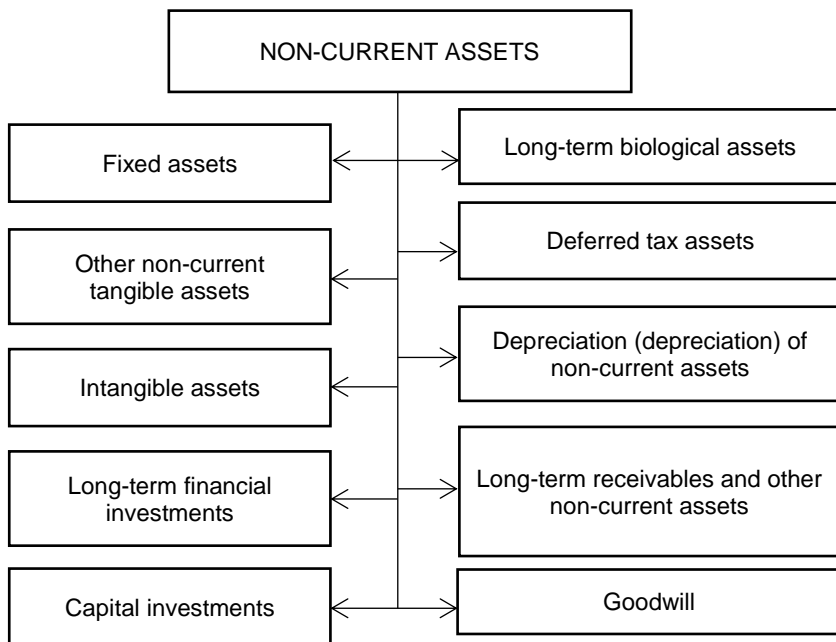 NON-CURRENT ASSETS
Fixed assets
Long-term biological assets
Other non-current
tangible assets
Deferred tax assets
Intangible assets
Depreciation (depreciation) of
non-current assets
Long-term financial
investments
Long-term receivables and other
non-current assets
Capital investments
Goodwill